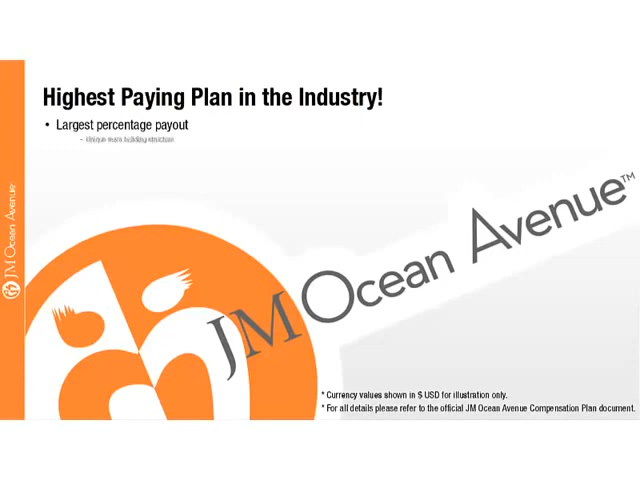 Highest Paying Plan in the Industry!
• Largest percentage payout
JM Ocean Avenue
JM Ocean Avenue™
* Currency values shown in $ USD for illustration only.
* For all details please refer to the official JM Ocean Avenue Compensation Plan document.